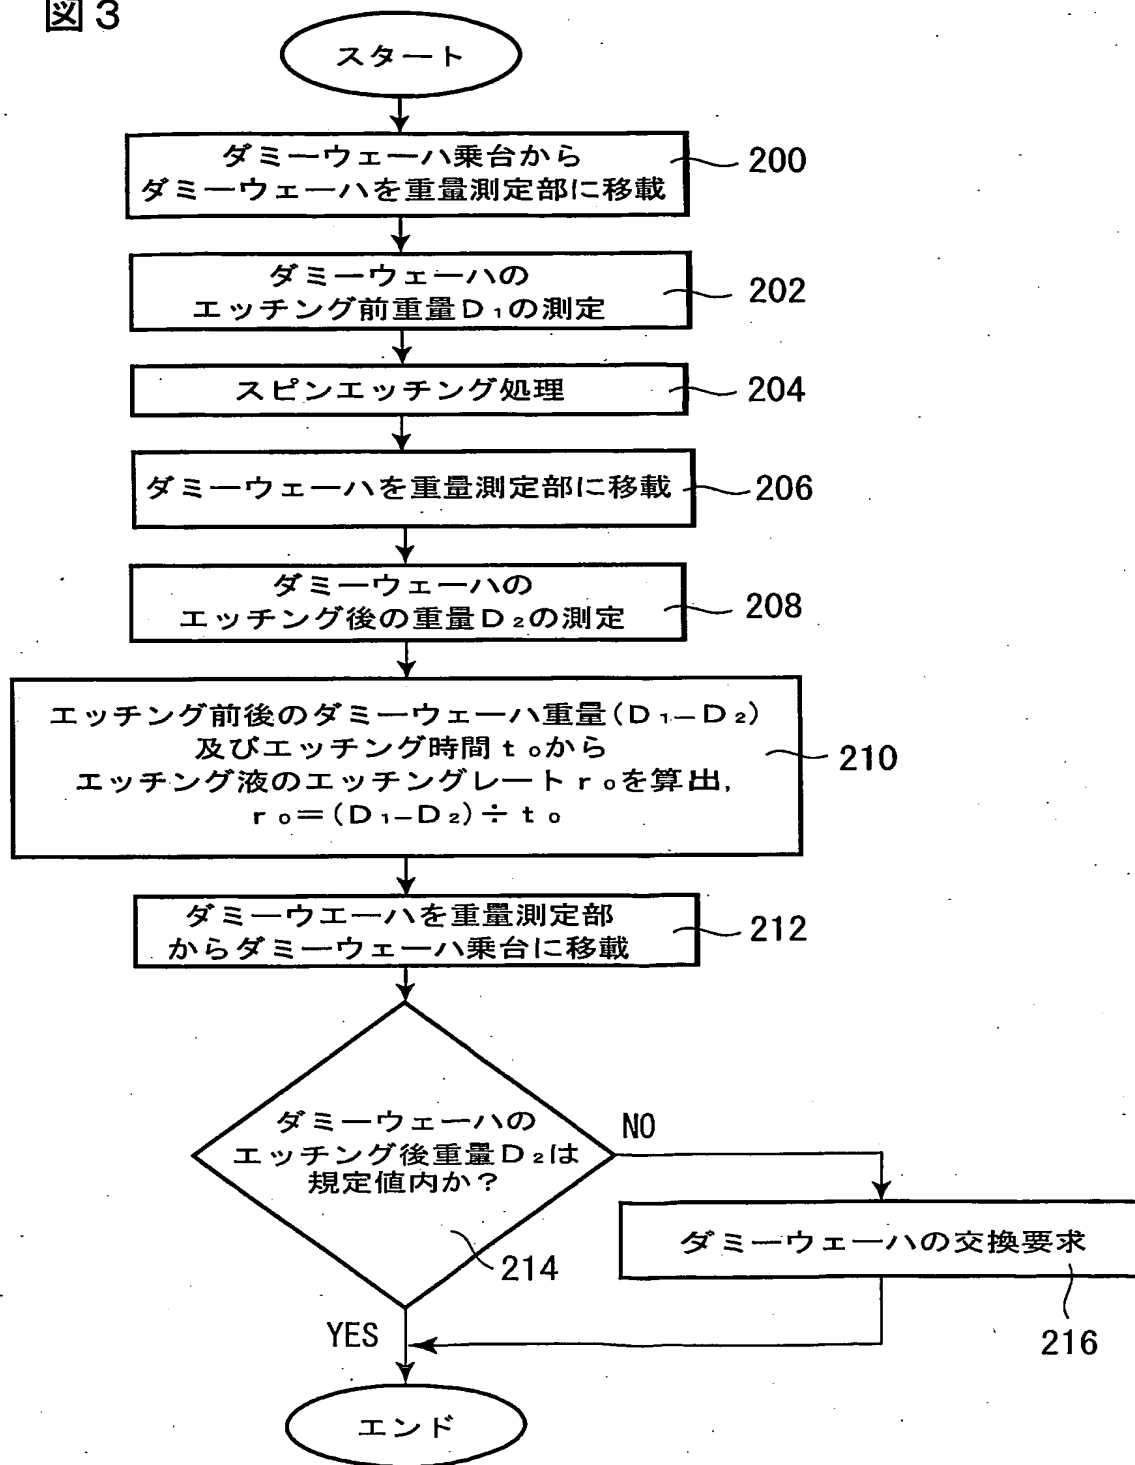 図3
スタート
ダミーウェーハ乗台から
ダミーウェーハを重量測定部に移載
200
ダミーウェーハの
エッチング前重量D₁の測定
202
スピンエッチング処理
204
ダミーウェーハを重量測定部に移載
206
ダミーウェーハの
エッチング後の重量D₂の測定
208
エッチング前後のダミーウェーハ重量(D₁−D₂)
及びエッチング時間t₀から
エッチング液のエッチングレートr₀を算出,
r₀=(D₁−D₂)÷t₀
210
ダミーウエーハを重量測定部
からダミーウェーハ乗台に移載
212
ダミーウェーハの
エッチング後重量D₂は
規定値内か?
214
NO
ダミーウェーハの交換要求
216
YES
エンド